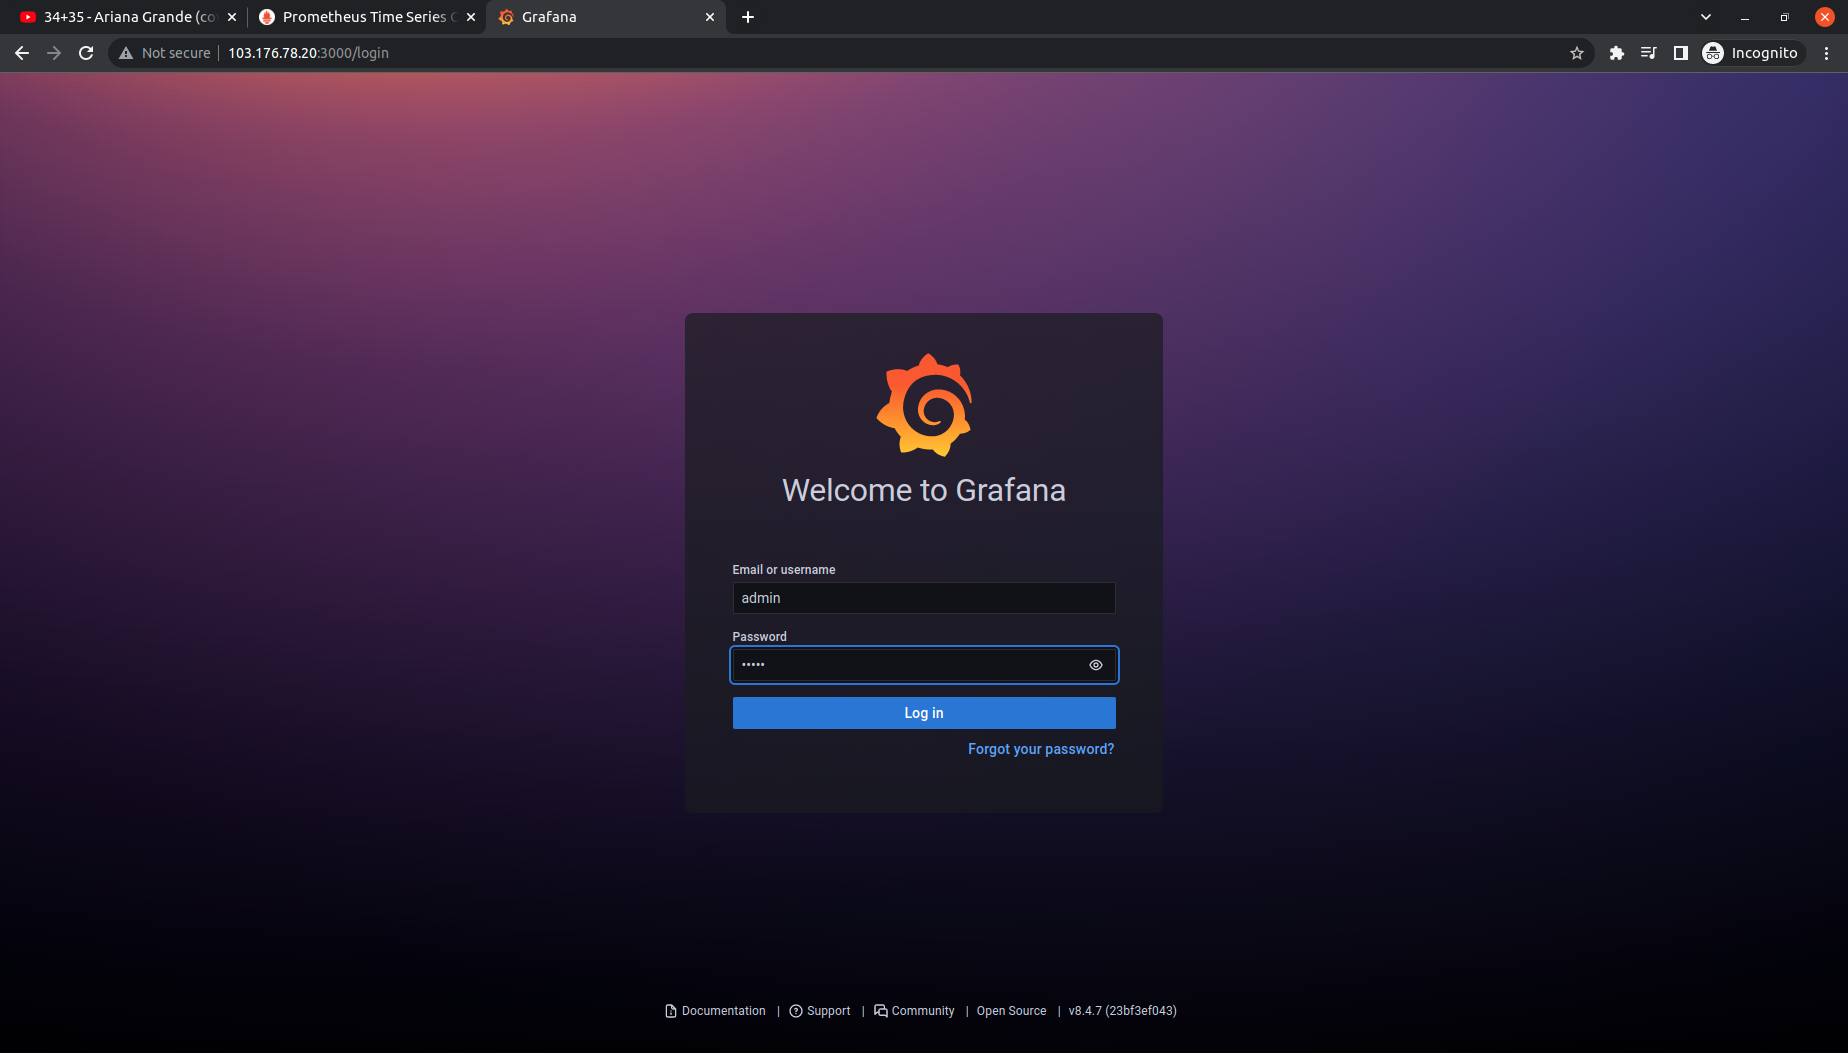 34+35 - Ariana Grande (co
Prometheus Time Series
Grafana
Not secure
103.176.78.20:3000/login
Incognito
Welcome to Grafana
Email or username
admin
Password
•••••
Log in
Forgot your password?
Documentation | Support | Community | Open Source | v8.4.7 (23bf3ef043)